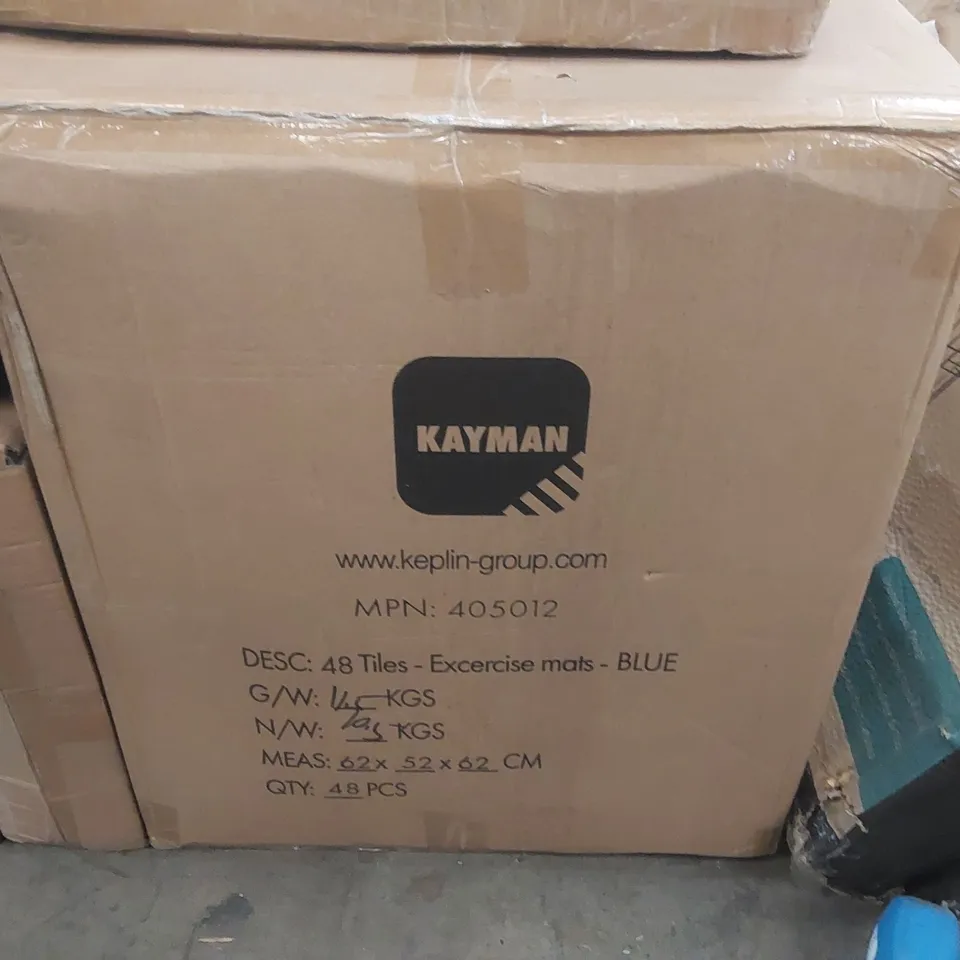 KAYMAN
www.keplin-group.com
MPN: 405012
DESC: 48 Tiles - Excercise mats - BLUE
G/W: KGS
N/W: KGS
MEAS: 62 x 52 x 62 CM
QTY: 48 PCS